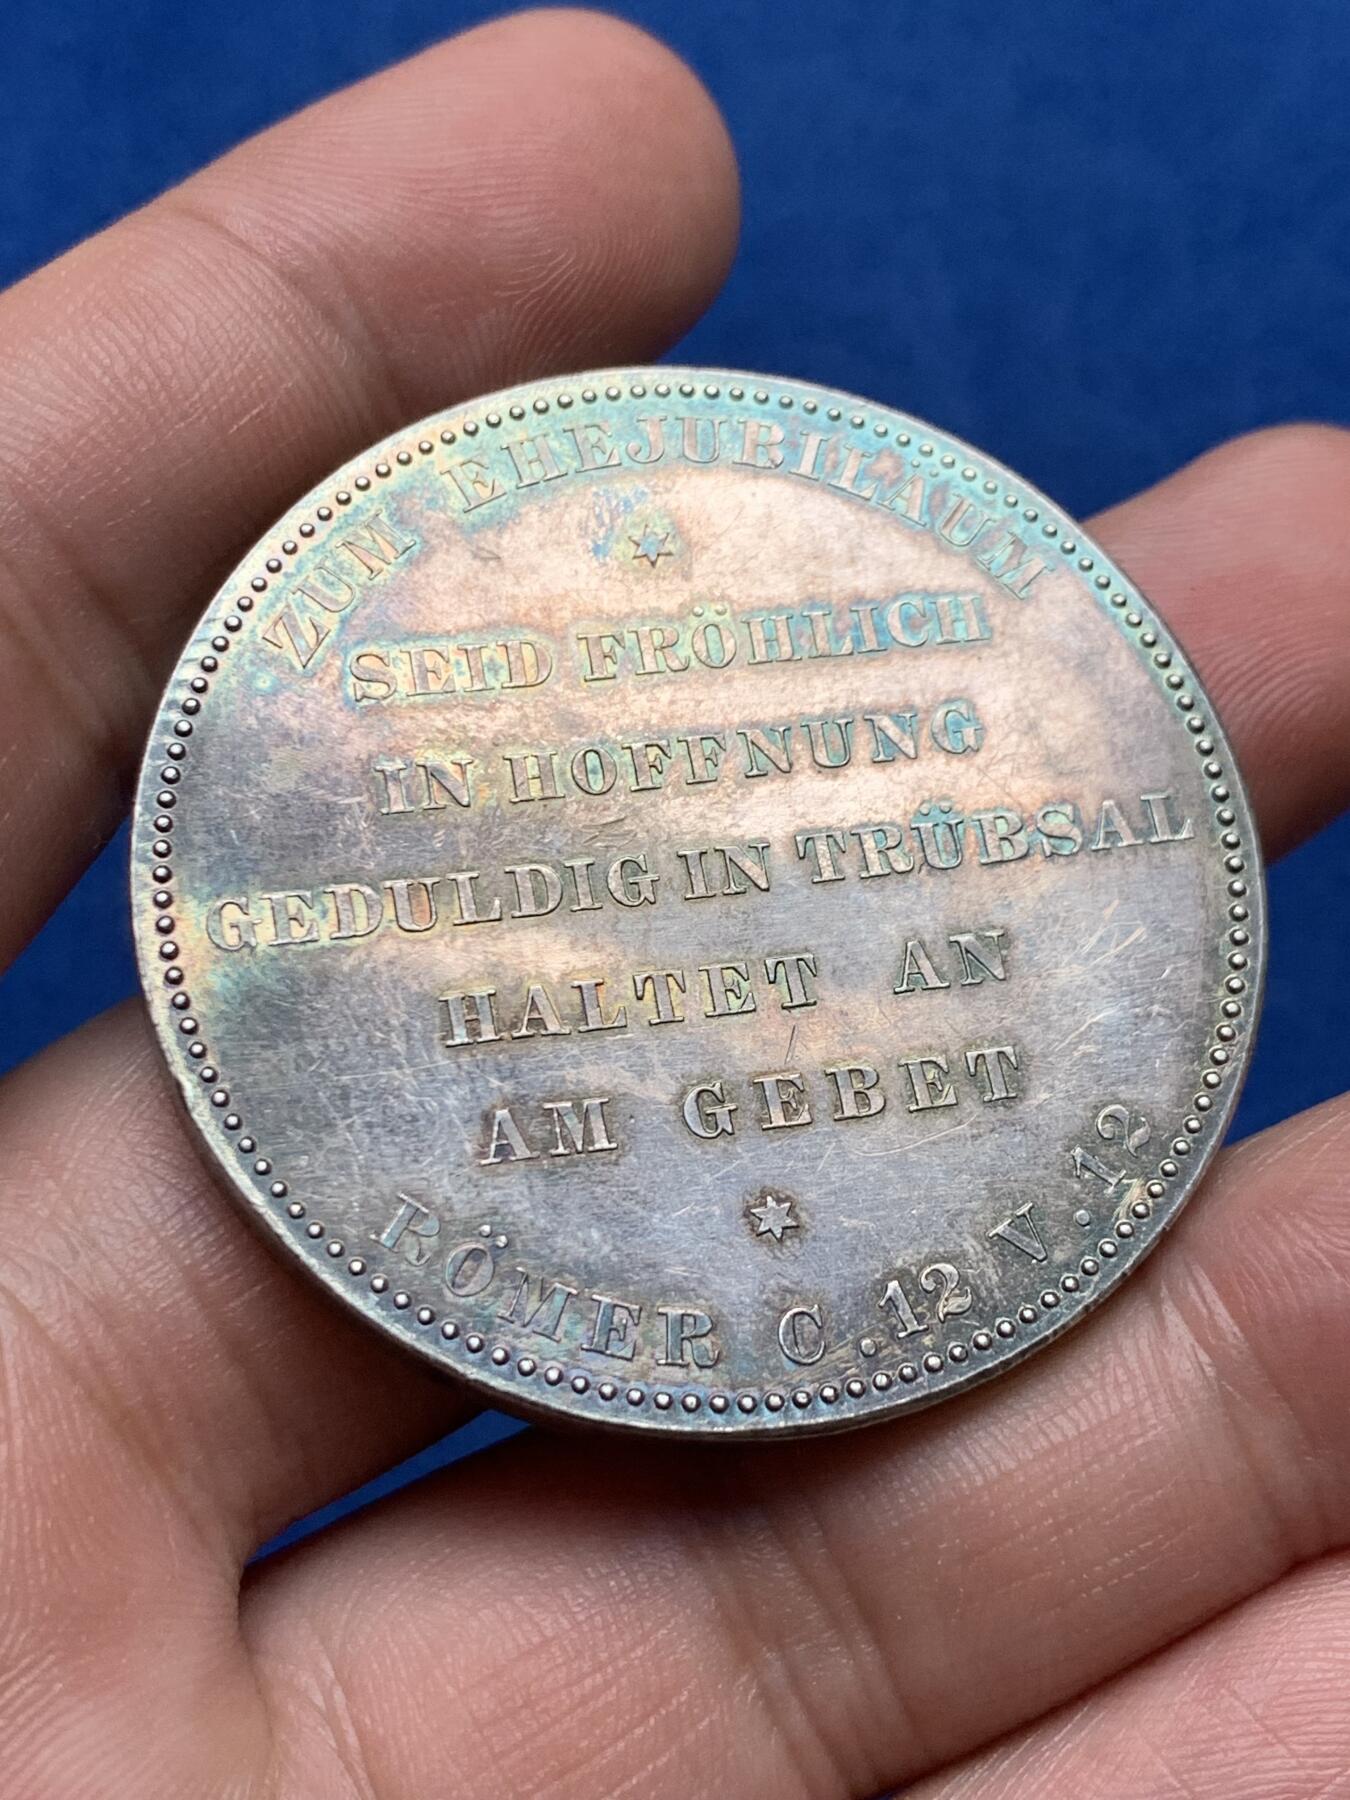 ZUM EHEJUBILÄUM
SEID FRÖHLICH
IN HOFFNUNG
GEDULDIG IN TRÜBSAL
HALTET AN
AM GEBET
RÖMER C. 12 V. 12